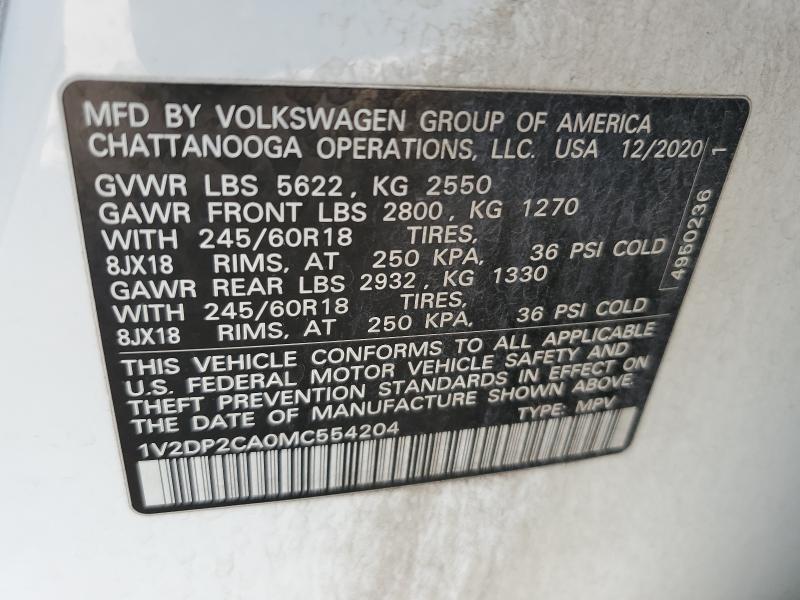 MFD BY VOLKSWAGEN GROUP OF AMERICA
CHATTANOOGA OPERATIONS, LLC. USA 12/2020
GVWR LBS 5622, KG 2550
GAWR FRONT LBS 2800, KG 1270
WITH 245/60R18 TIRES,
8JX18 RIMS, AT 250 KPA, 36 PSI COLD
GAWR REAR LBS 2932, KG 1330
WITH 245/60R18 TIRES,
8JX18 RIMS, AT 250 KPA, 36 PSI COLD
THIS VEHICLE CONFORMS TO ALL APPLICABLE
U.S. FEDERAL MOTOR VEHICLE SAFETY AND
THEFT PREVENTION STANDARDS IN EFFECT ON
THE DATE OF MANUFACTURE SHOWN ABOVE.
1V2DP2CA0MC554204 TYPE: MPV
4950236 1